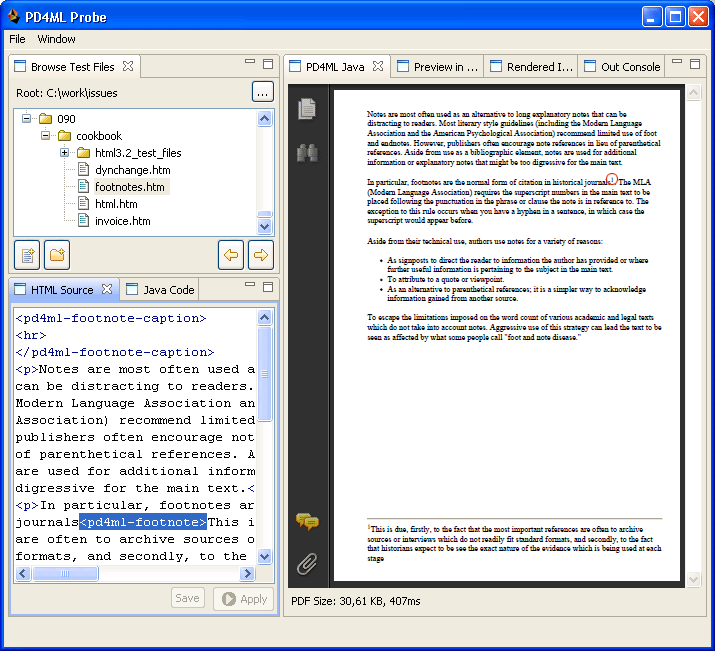 PD4ML Probe
File Window
Browse Test Files
Root: C:\work\issues
...
090
cookbook
html3.2_test_files
dynchange.htm
footnotes.htm
html.htm
invoice.htm
HTML Source
Java Code
<pd4ml-footnote-caption>
<hr>
</pd4ml-footnote-caption>
<p>Notes are most often used a
can be distracting to readers.
Modern Language Association an
Association) recommend limited
publishers often encourage not
of parenthetical references. A
are used for additional inform
digressive for the main text.<
<p>In particular, footnotes ar
journals<pd4ml-footnote>This i
are often to archive sources o
formats, and secondly, to the
Save
Apply
PD4ML Java
Preview in ...
Rendered I...
Out Console
Notes are most often used as an alternative to long explanatory notes that can be
distracting to readers. Most literary style guidelines (including the Modern Language
Association and the American Psychological Association) recommend limited use of foot
and endnotes. However, publishers often encourage note references in lieu of parenthetical
references. Aside from use as a bibliographic element, notes are used for additional
information or explanatory notes that might be too digressive for the main text.
In particular, footnotes are the normal form of citation in historical journals1. The MLA
(Modern Language Association) requires the superscript numbers in the main text to be
placed following the punctuation in the phrase or clause the note is in reference to. The
exception to this rule occurs when you have a hyphen in a sentence, in which case the
superscript would appear before.
Aside from their technical use, authors use notes for a variety of reasons:
• As signposts to direct the reader to information the author has provided or where
further useful information is pertaining to the subject in the main text.
• To attribute to a quote or viewpoint.
• As an alternative to parenthetical references; it is a simpler way to acknowledge
information gained from another source.
To escape the limitations imposed on the word count of various academic and legal texts
which do not take into account notes. Aggressive use of this strategy can lead the text to be
seen as affected by what some people call "foot and note disease."
1This is due, firstly, to the fact that the most important references are often to archive
sources or interviews which do not readily fit standard formats, and secondly, to the fact
that historians expect to be see the exact nature of the evidence which is being used at each
stage
PDF Size: 30,61 KB, 407ms